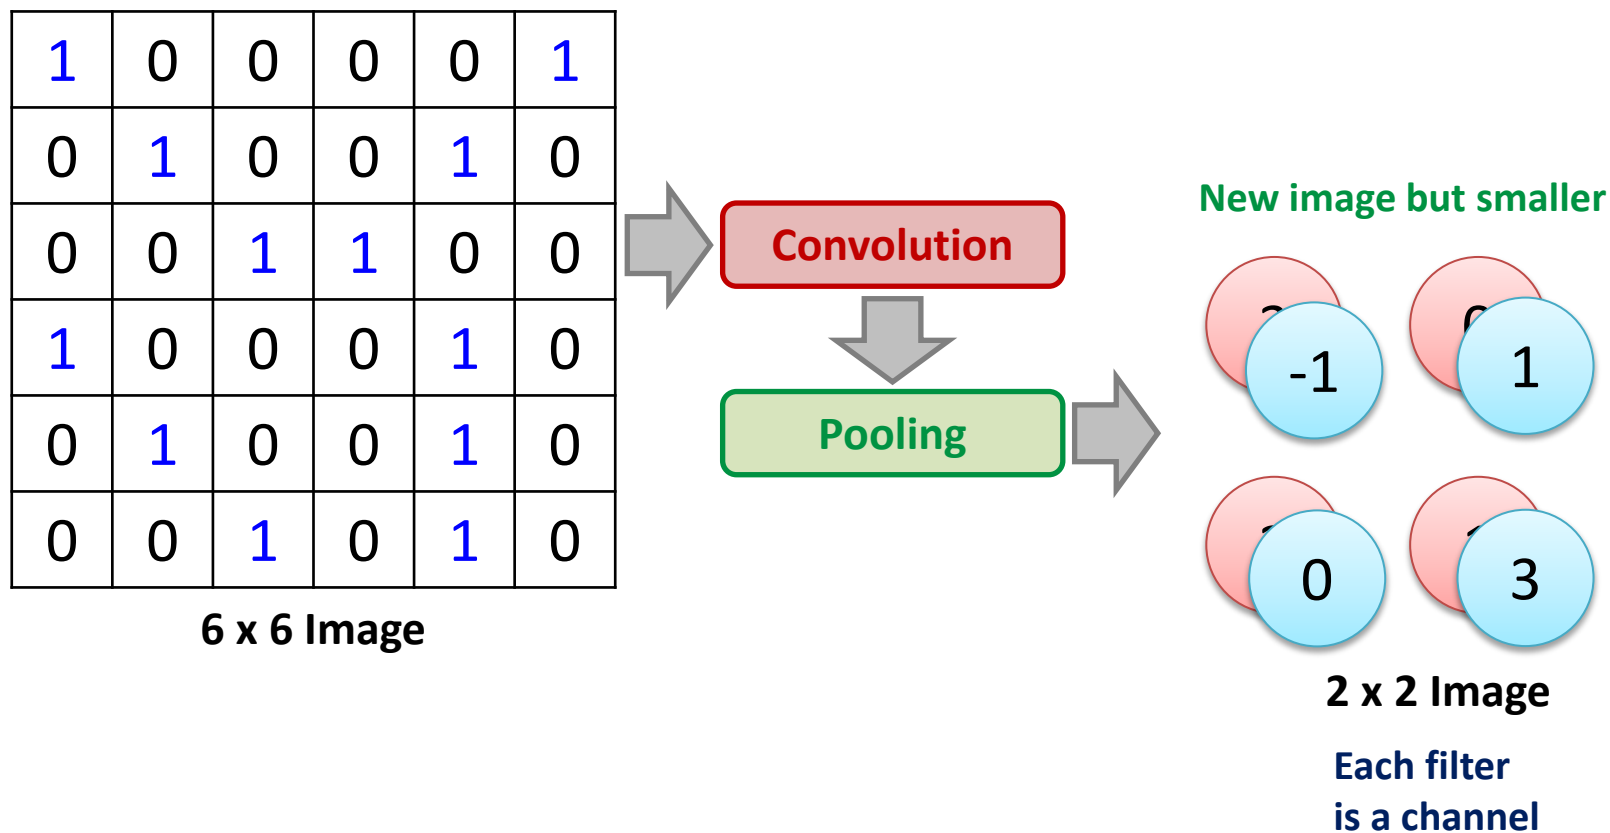 1 0 0 0 0 1
0 1 0 0 1 0
0 0 1 1 0 0
1 0 0 0 1 0
0 1 0 0 1 0
0 0 1 0 1 0
6 x 6 Image
Convolution
Pooling
New image but smaller
-1 1
0 3
2 x 2 Image
Each filter
is a channel